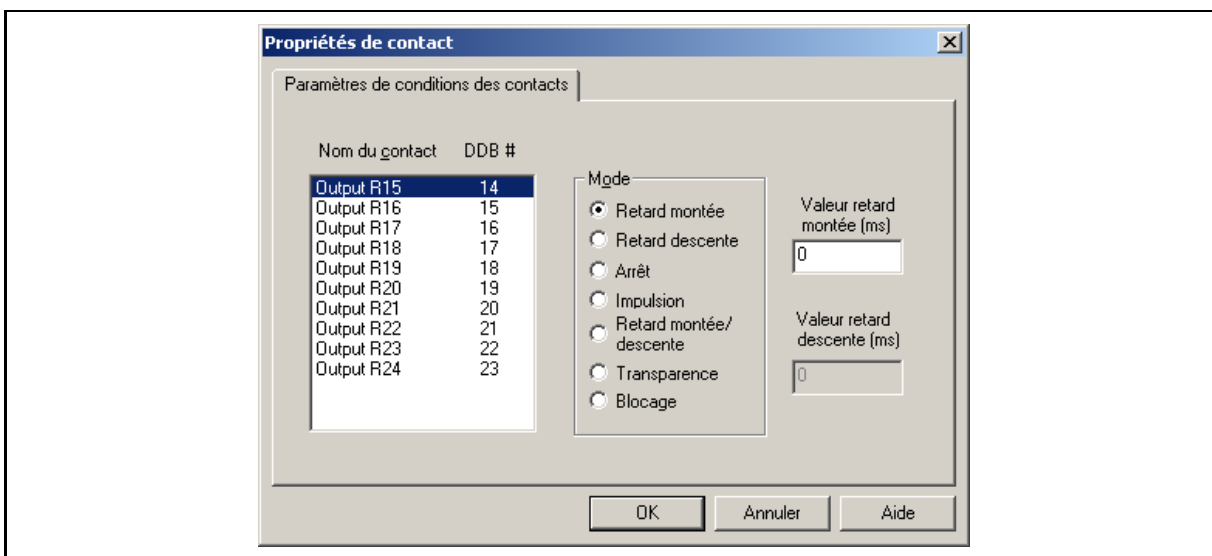 Propriétés de contact
Paramètres de conditions des contacts
Nom du contact DDB #
Output R15 14
Output R16 15
Output R17 16
Output R18 17
Output R19 18
Output R20 19
Output R21 20
Output R22 21
Output R23 22
Output R24 23
Mode
Retard montée
Retard descente
Arrêt
Impulsion
Retard montée/
descente
Transparence
Blocage
Valeur retard
montée (ms)
0
Valeur retard
descente (ms)
0
OK
Annuler
Aide